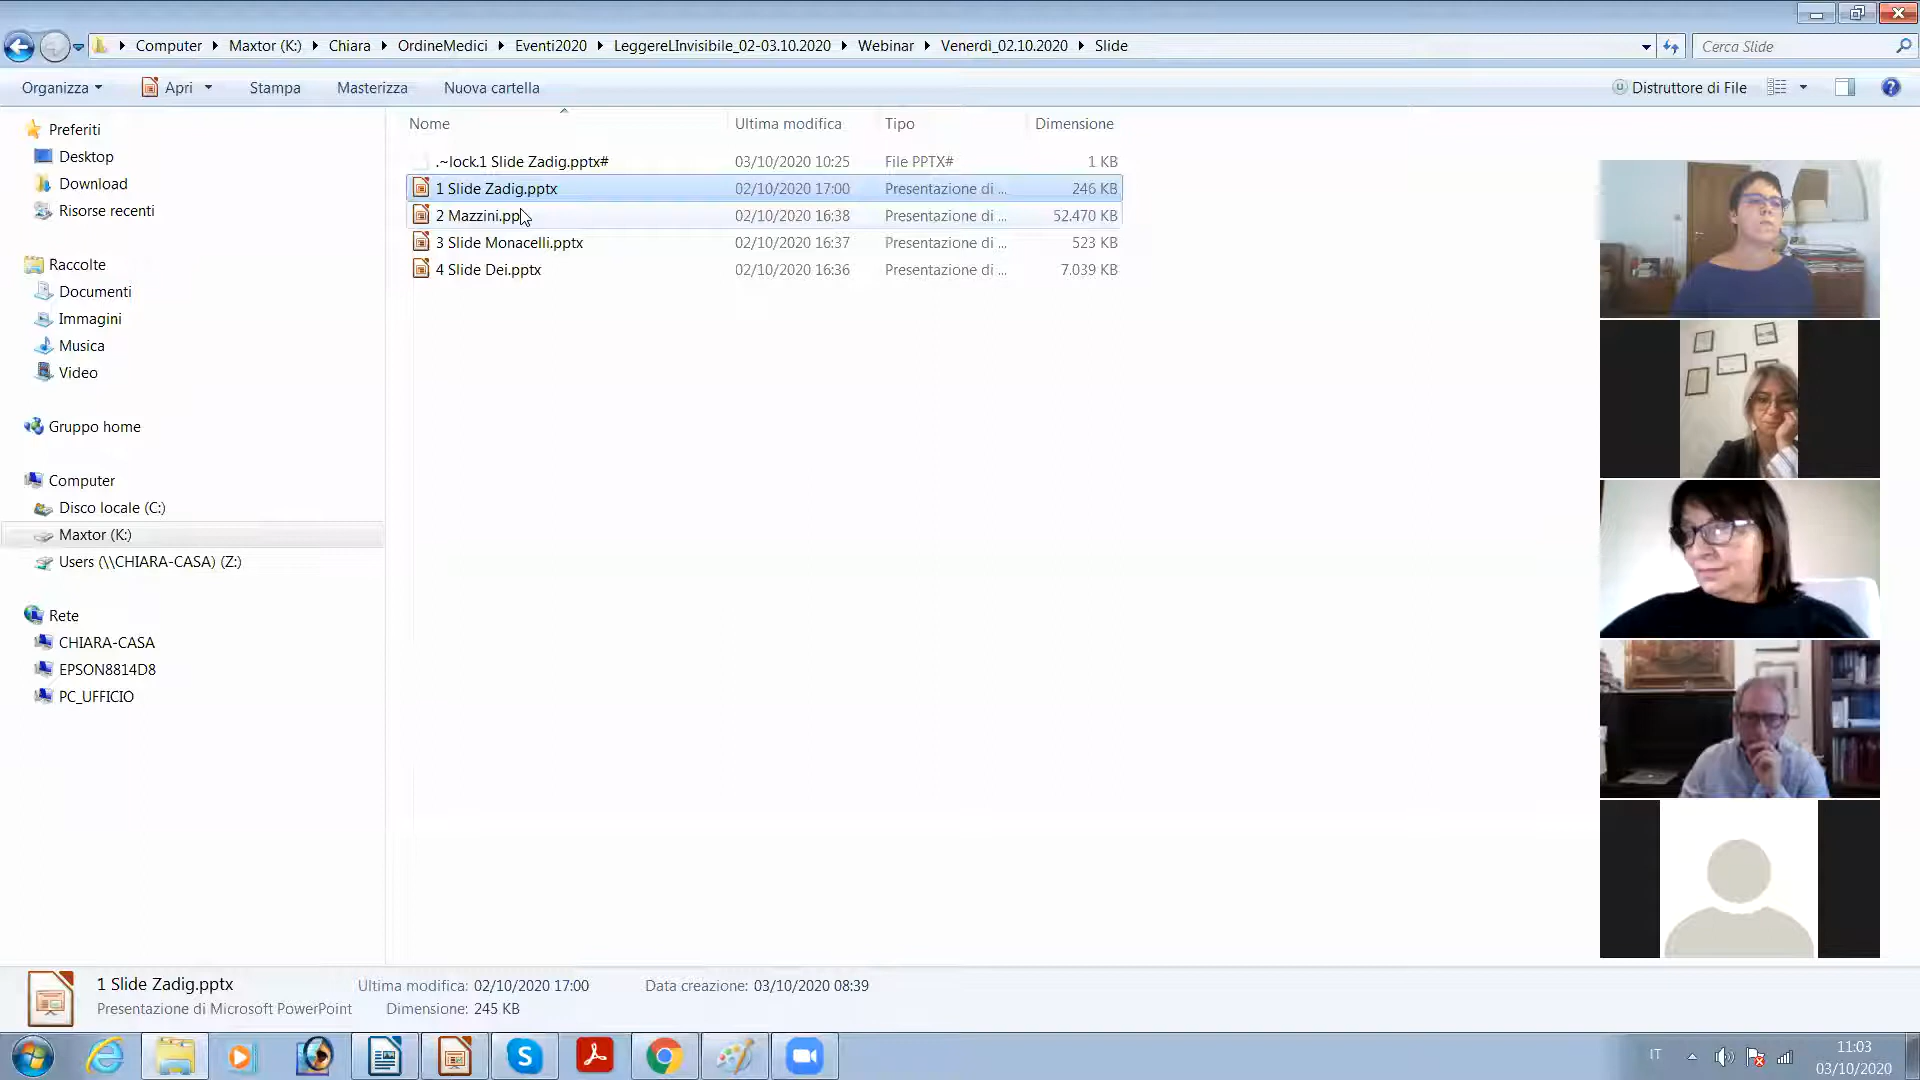 Computer Maxtor (K:) Chiara OrdineMedici Eventi2020 LeggereLInvisibile_02-03.10.2020 Webinar Venerdì_02.10.2020 Slide
Cerca Slide
Organizza Apri Stampa Masterizza Nuova cartella Distruttore di File
Nome Ultima modifica Tipo Dimensione
.~lock.1 Slide Zadig.pptx# 03/10/2020 10:25 File PPTX# 1 KB
1 Slide Zadig.pptx 02/10/2020 17:00 Presentazione di ... 246 KB
2 Mazzini.pp 02/10/2020 16:38 Presentazione di ... 52.470 KB
3 Slide Monacelli.pptx 02/10/2020 16:37 Presentazione di ... 523 KB
4 Slide Dei.pptx 02/10/2020 16:36 Presentazione di ... 7.039 KB
Preferiti
Desktop
Download
Risorse recenti
Raccolte
Documenti
Immagini
Musica
Video
Gruppo home
Computer
Disco locale (C:)
Maxtor (K:)
Users (\\CHIARA-CASA) (Z:)
Rete
CHIARA-CASA
EPSON8814D8
PC_UFFICIO
1 Slide Zadig.pptx Ultima modifica: 02/10/2020 17:00 Data creazione: 03/10/2020 08:39
Presentazione di Microsoft PowerPoint Dimensione: 245 KB
IT
11:03
03/10/2020